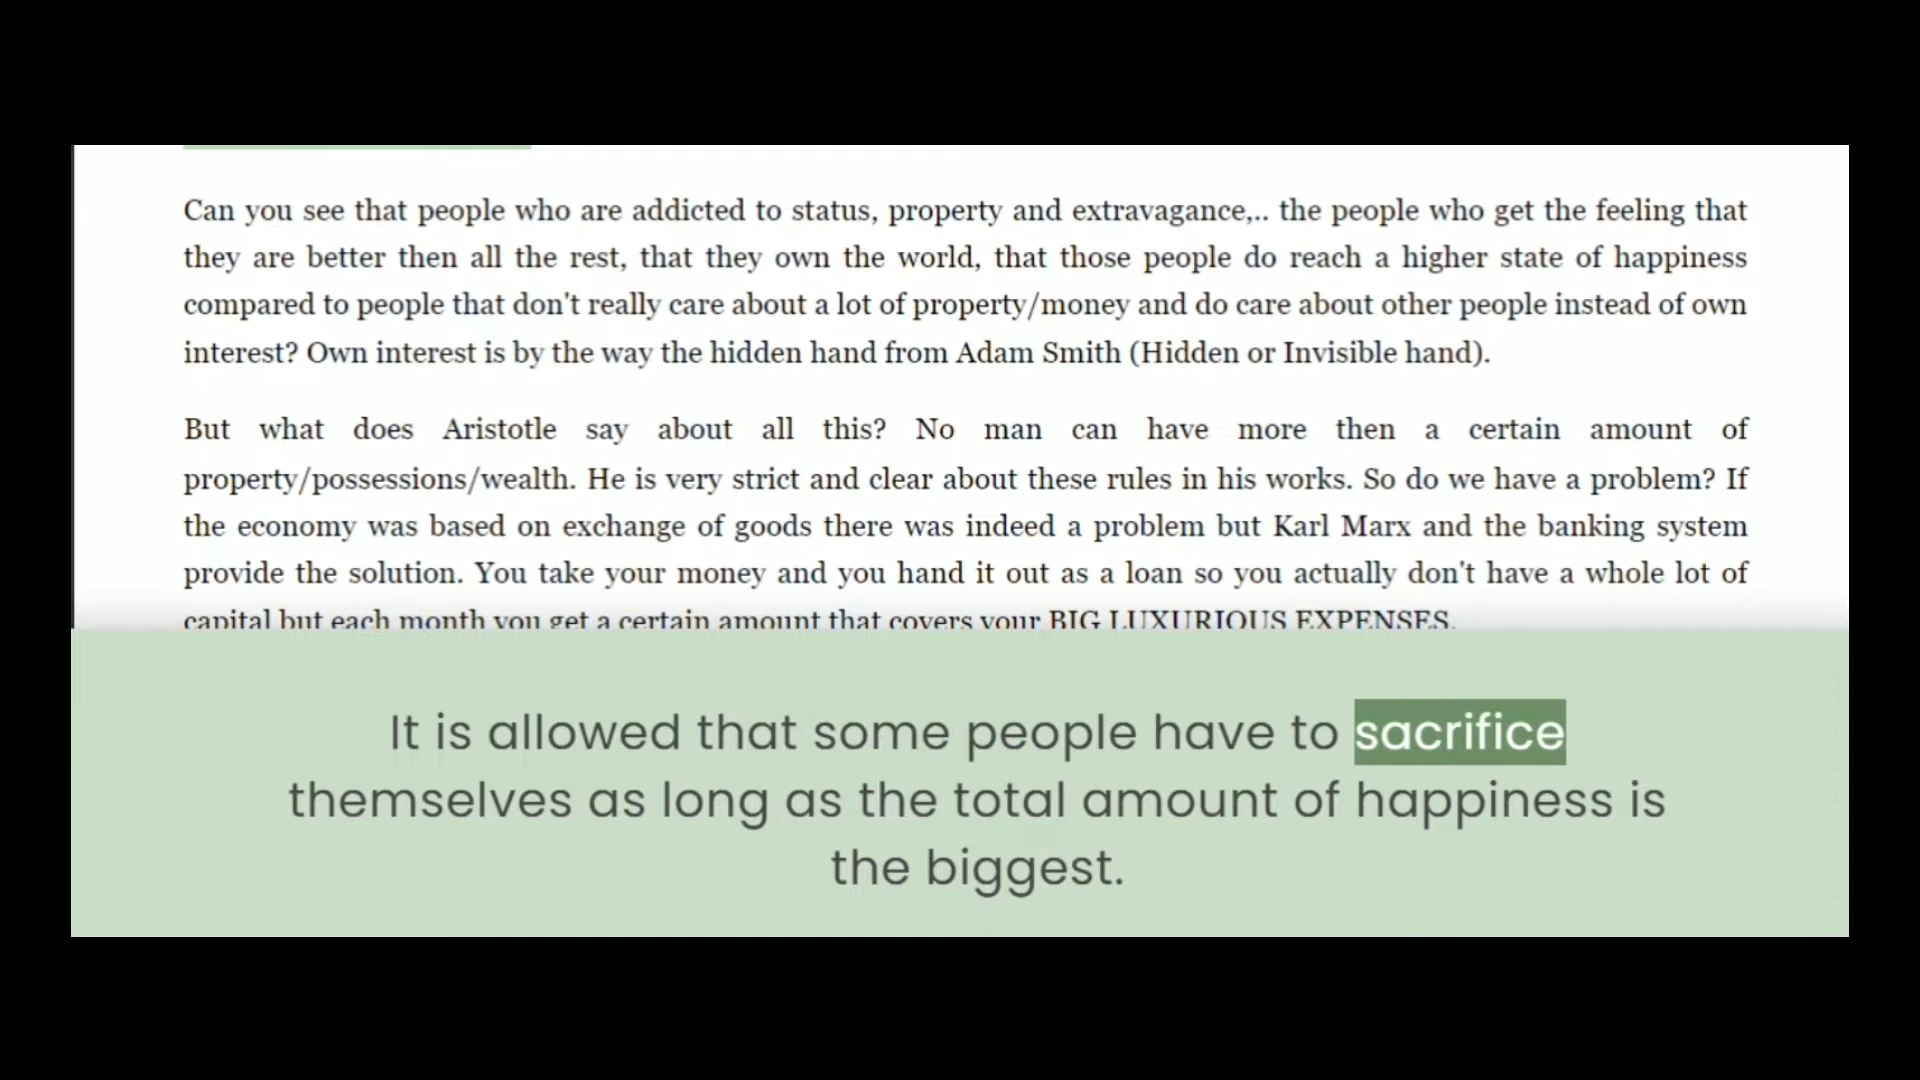 Can you see that people who are addicted to status, property and extravagance,.. the people who get the feeling that
they are better then all the rest, that they own the world, that those people do reach a higher state of happiness
compared to people that don't really care about a lot of property/money and do care about other people instead of own
interest? Own interest is by the way the hidden hand from Adam Smith (Hidden or Invisible hand).
But what does Aristotle say about all this? No man can have more then a certain amount of
property/possessions/wealth. He is very strict and clear about these rules in his works. So do we have a problem? If
the economy was based on exchange of goods there was indeed a problem but Karl Marx and the banking system
provide the solution. You take your money and you hand it out as a loan so you actually don't have a whole lot of
capital but each month you get a certain amount that covers your BIG LUXURIOUS EXPENSES.
It is allowed that some people have to sacrifice
themselves as long as the total amount of happiness is
the biggest.